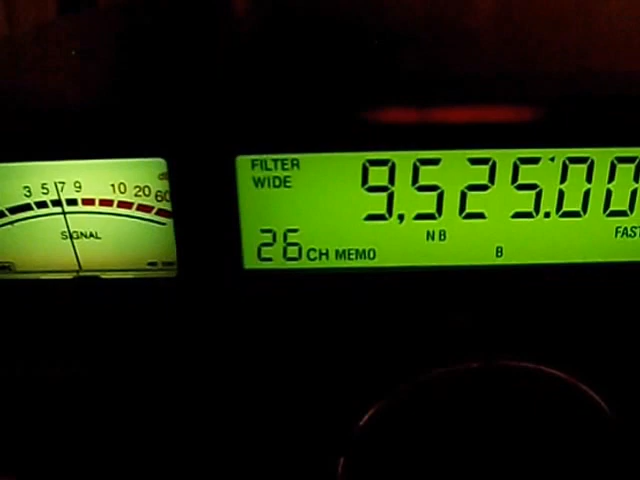 3 5 7 9 10 20 60
SIGNAL
FILTER
WIDE
9,525.00
26 CH MEMO
NB
B
FAST